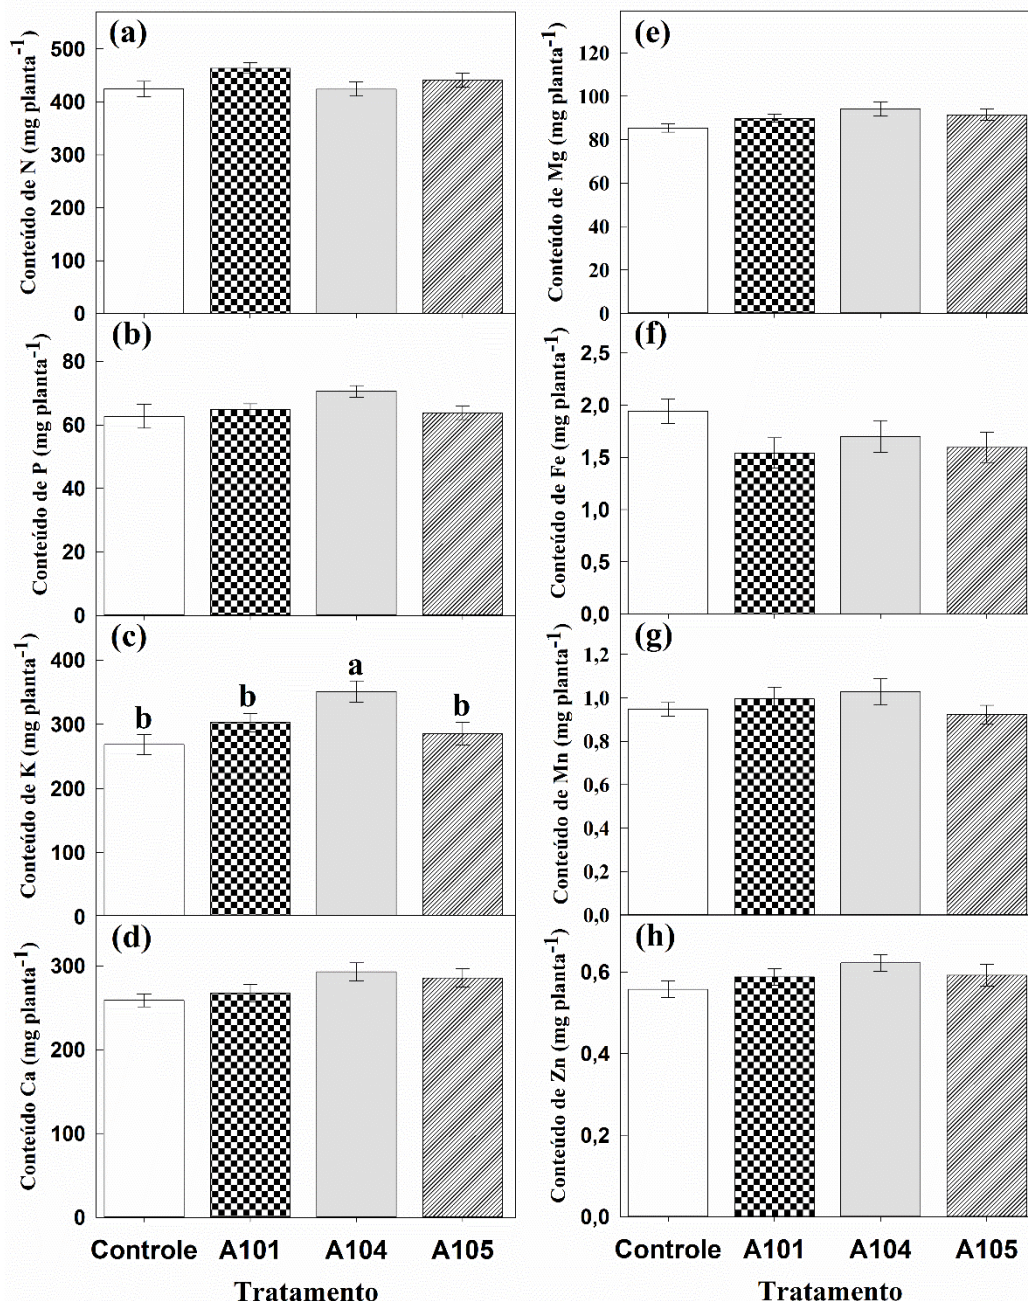 (a)
Conteúdo de N (mg planta-1)
500
400
300
200
100
0
(b)
Conteúdo de P (mg planta-1)
80
60
40
20
0
(c)
Conteúdo de K (mg planta-1)
400
300
200
100
0
b
b
a
b
(d)
Conteúdo Ca (mg planta-1)
300
200
100
0
Controle A101 A104 A105
Tratamento
(e)
Conteúdo de Mg (mg planta-1)
120
100
80
60
40
20
0
(f)
Conteúdo de Fe (mg planta-1)
2,5
2,0
1,5
1,0
0,5
0,0
(g)
Conteúdo de Mn (mg planta-1)
1,2
1,0
0,8
0,6
0,4
0,2
0,0
(h)
Conteúdo de Zn (mg planta-1)
0,6
0,4
0,2
0,0
Controle A101 A104 A105
Tratamento